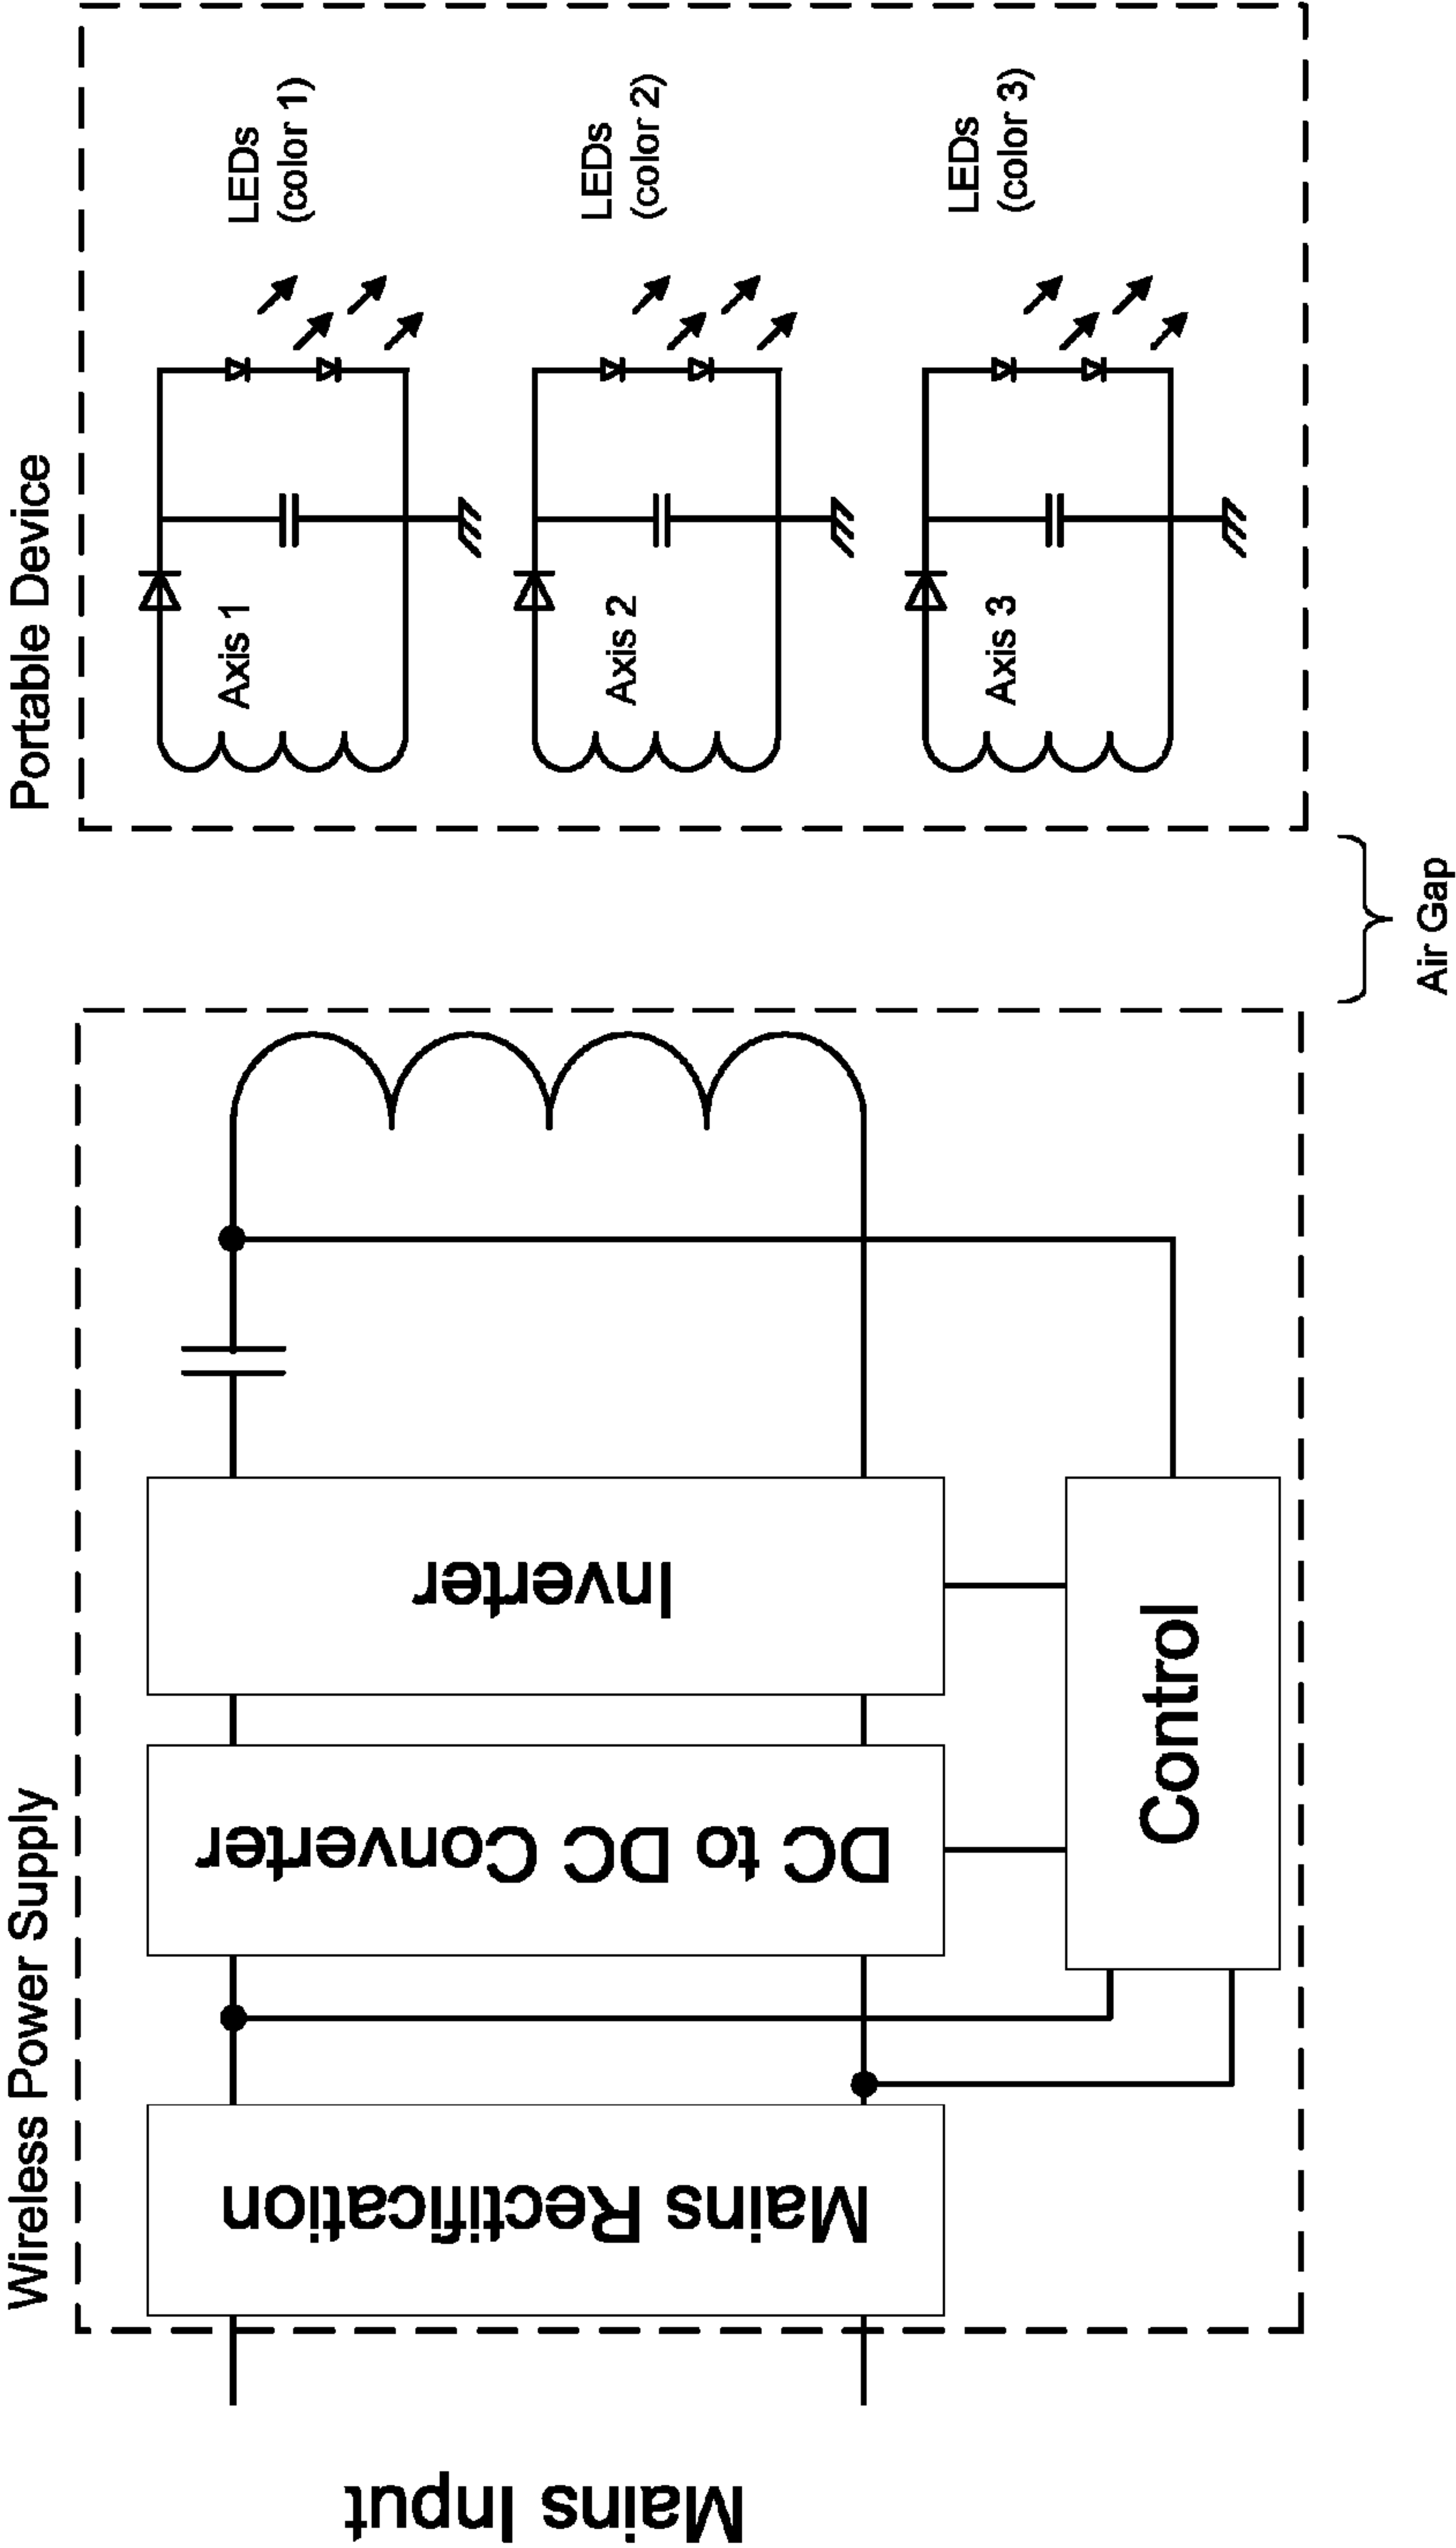 Wireless Power Supply
Portable Device
Mains Input
Mains Rectification
DC to DC Converter
Inverter
Control
Air Gap
Axis 1
LEDs
(color 1)
Axis 2
LEDs
(color 2)
Axis 3
LEDs
(color 3)